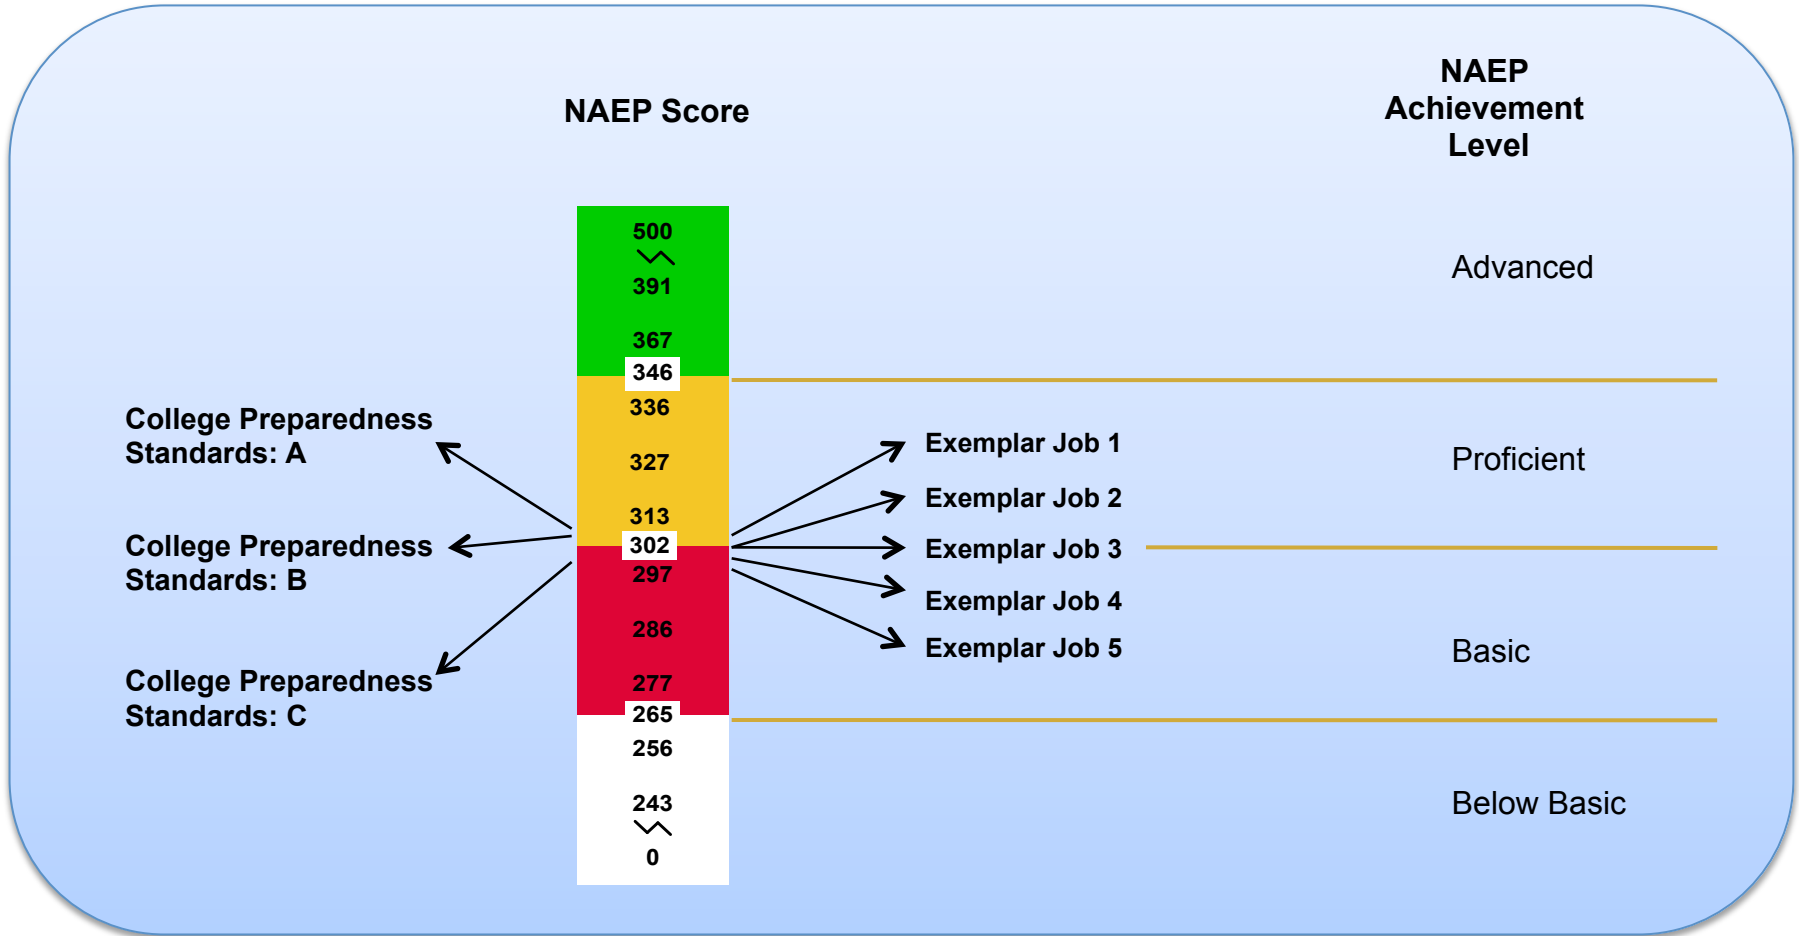 NAEP Score
NAEP
Achievement
Level
500
391
367
346
336
327
313
302
297
286
277
265
256
243
0
College Preparedness
Standards: A
College Preparedness
Standards: B
College Preparedness
Standards: C
Exemplar Job 1
Exemplar Job 2
Exemplar Job 3
Exemplar Job 4
Exemplar Job 5
Advanced
Proficient
Basic
Below Basic